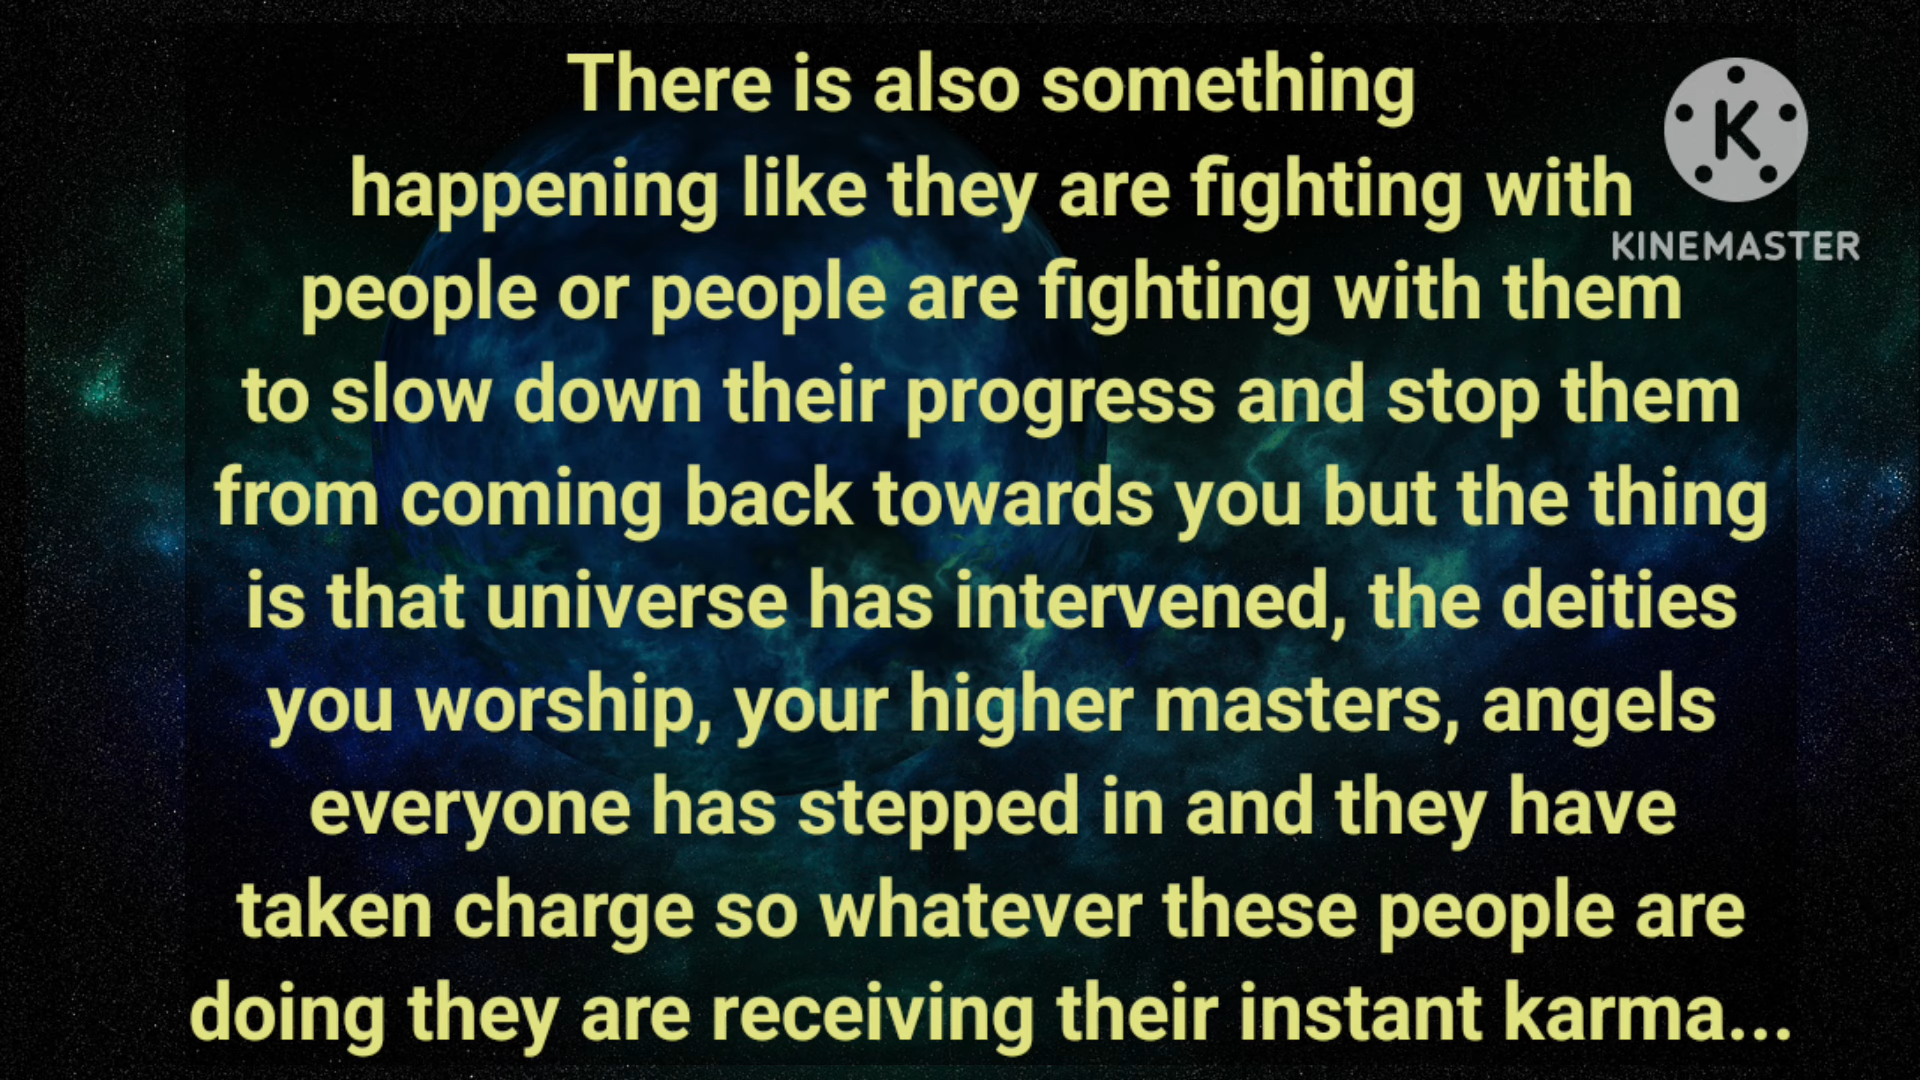 There is also something
happening like they are fighting with
people or people are fighting with them
to slow down their progress and stop them
from coming back towards you but the thing
is that universe has intervened, the deities
you worship, your higher masters, angels
everyone has stepped in and they have
taken charge so whatever these people are
doing they are receiving their instant karma...
K
KINEMASTER